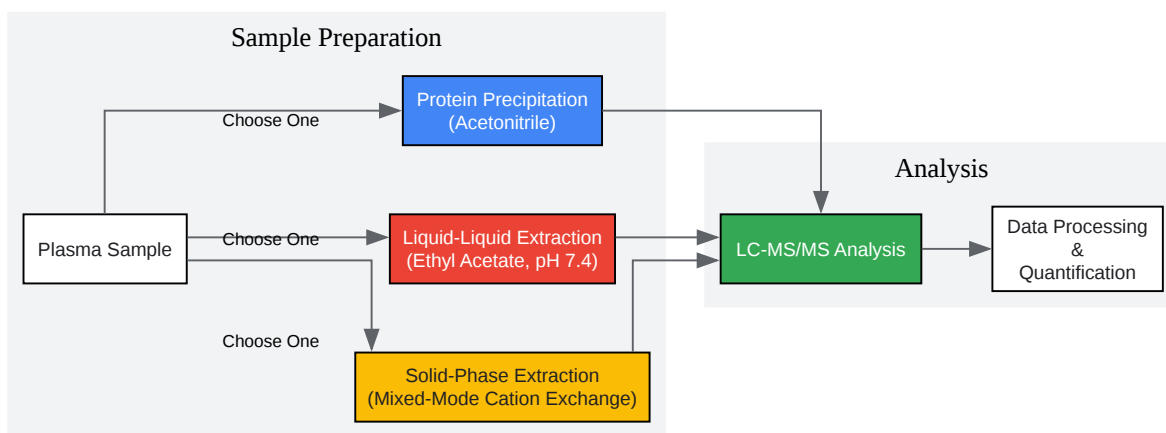 Sample Preparation
Protein Precipitation
(Acetonitrile)
Choose One
Analysis
Plasma Sample
Choose One
Liquid-Liquid Extraction
(Ethyl Acetate, pH 7.4)
LC-MS/MS Analysis
Data Processing
&
Quantification
Choose One
Solid-Phase Extraction
(Mixed-Mode Cation Exchange)